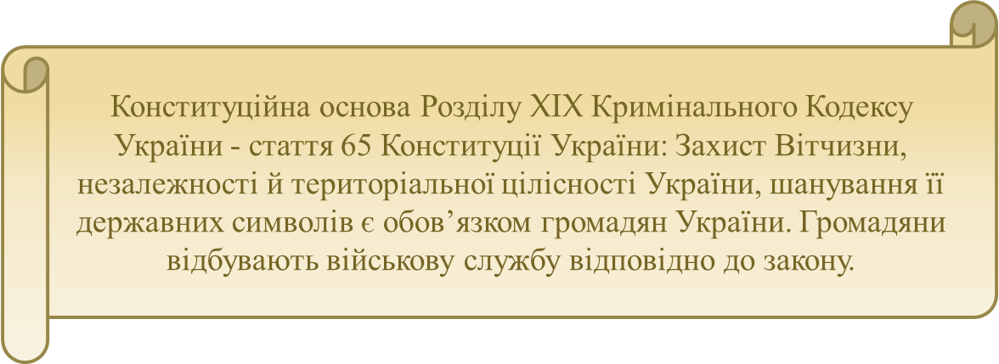 Конституційна основа Розділу XIX Кримінального Кодексу
України - стаття 65 Конституції України: Захист Вітчизни,
незалежності й територіальної цілісності України, шанування її
державних символів є обов’язком громадян України. Громадяни
відбувають військову службу відповідно до закону.